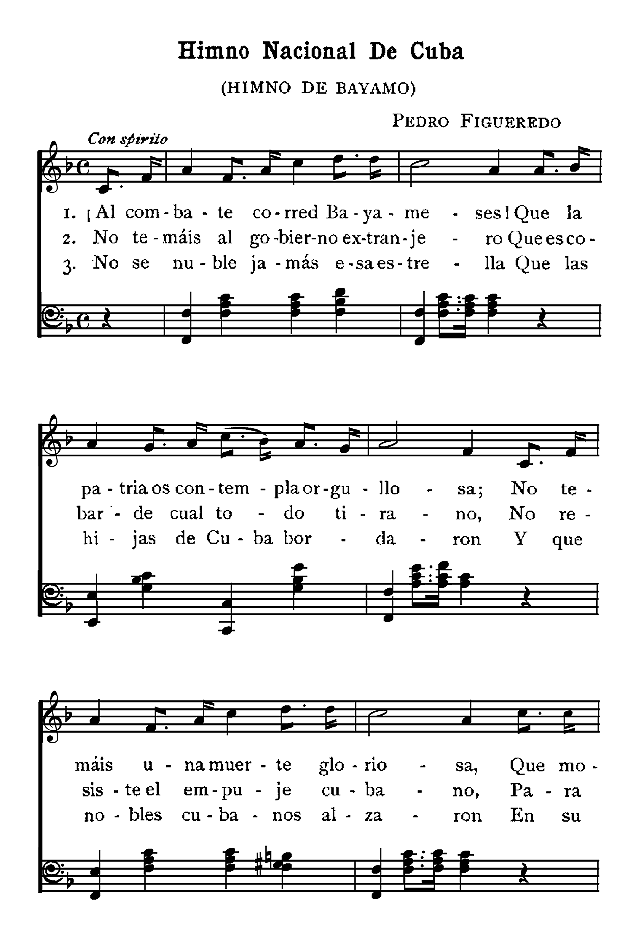 Himno Nacional De Cuba
(HIMNO DE BAYAMO)
PEDRO FIGUEREDO
Con spirito
1. ¡Al com-ba-te co-rred Ba-ya-me-ses! Que la
2. No te-máis al go-bier-no ex-tran-je-ro Que es co-
3. No se nu-ble ja-más e-sa es-tre-lla Que las
pa-tria os con-tem-pla or-gu-llo-sa; No te-
bar-de cual to-do ti-ra-no, No re-
hi-jas de Cu-ba bor-da-ron Y que
máis u-na muer-te glo-rio-sa, Que mo-
sis-te el em-pu-je cu-ba-no, Pa-ra
no-bles cu-ba-nos al-za-ron En su